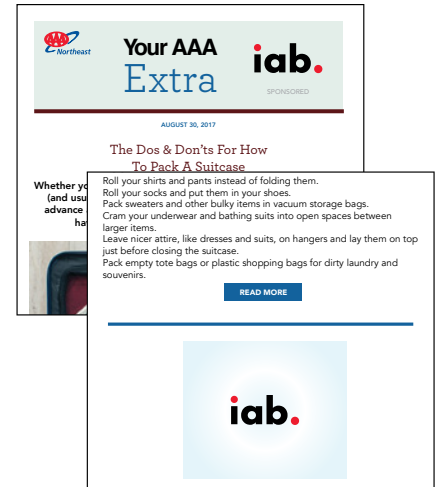 AAA
Northeast
Your AAA
Extra
iab.
SPONSORED
AUGUST 30, 2017
The Dos & Don'ts For How
To Pack A Suitcase
Whether yo
(and usu
advance
ha
Roll your shirts and pants instead of folding them.
Roll your socks and put them in your shoes.
Pack sweaters and other bulky items in vacuum storage bags.
Cram your underwear and bathing suits into open spaces between
larger items.
Leave nicer attire, like dresses and suits, on hangers and lay them on top
just before closing the suitcase.
Pack empty tote bags or plastic shopping bags for dirty laundry and
souvenirs.
READ MORE
iab.